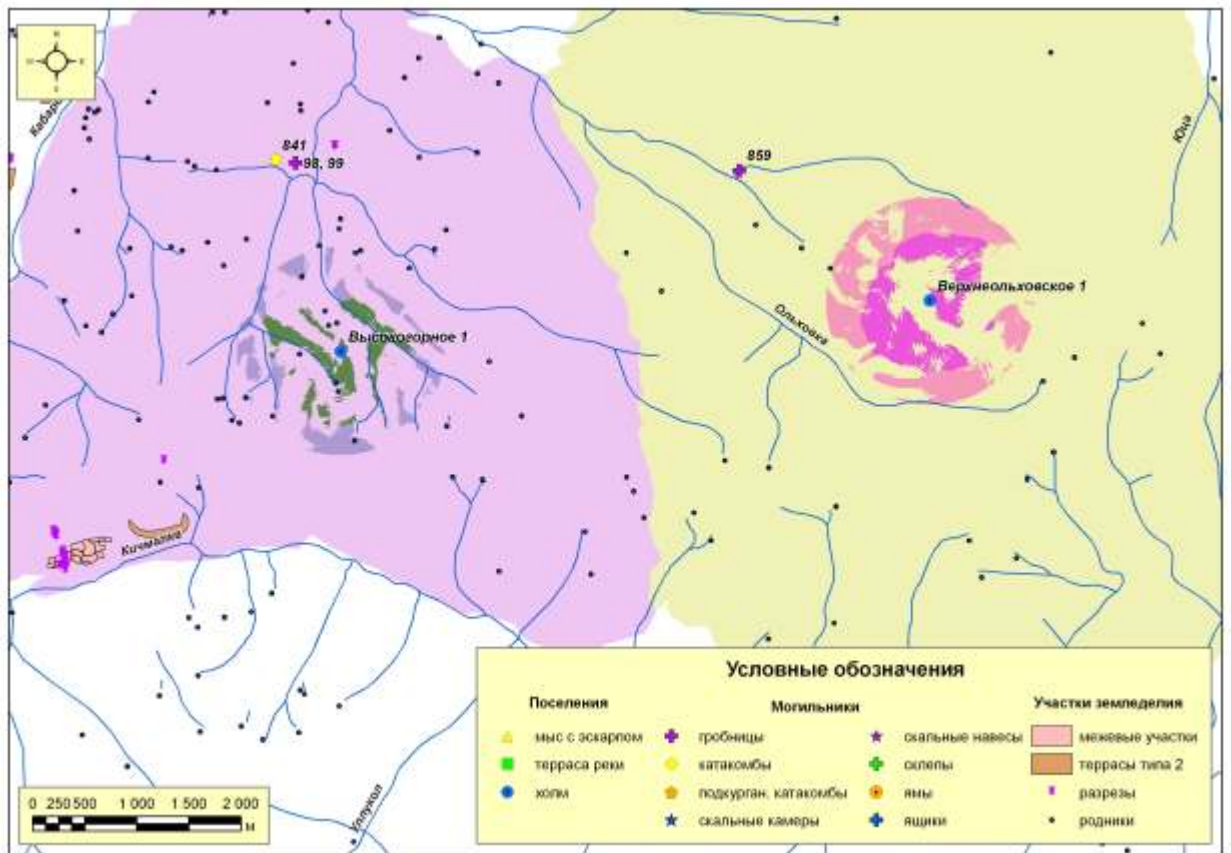 841
98, 99
859
Юца
Верхнеольховское 1
Ольховка
Высокогорное 1
Кичмалка
Уллукол
Условные обозначения
Поселения
мыс с эскарпом
терраса реки
холм
Могильники
гробницы
катакомбы
подкурган. катакомбы
скальные камеры
скальные навесы
склепы
ямы
ящики
Участки земледелия
межевые участки
террасы типа 2
разрезы
родники
0 250 500 1 000 1 500 2 000
м